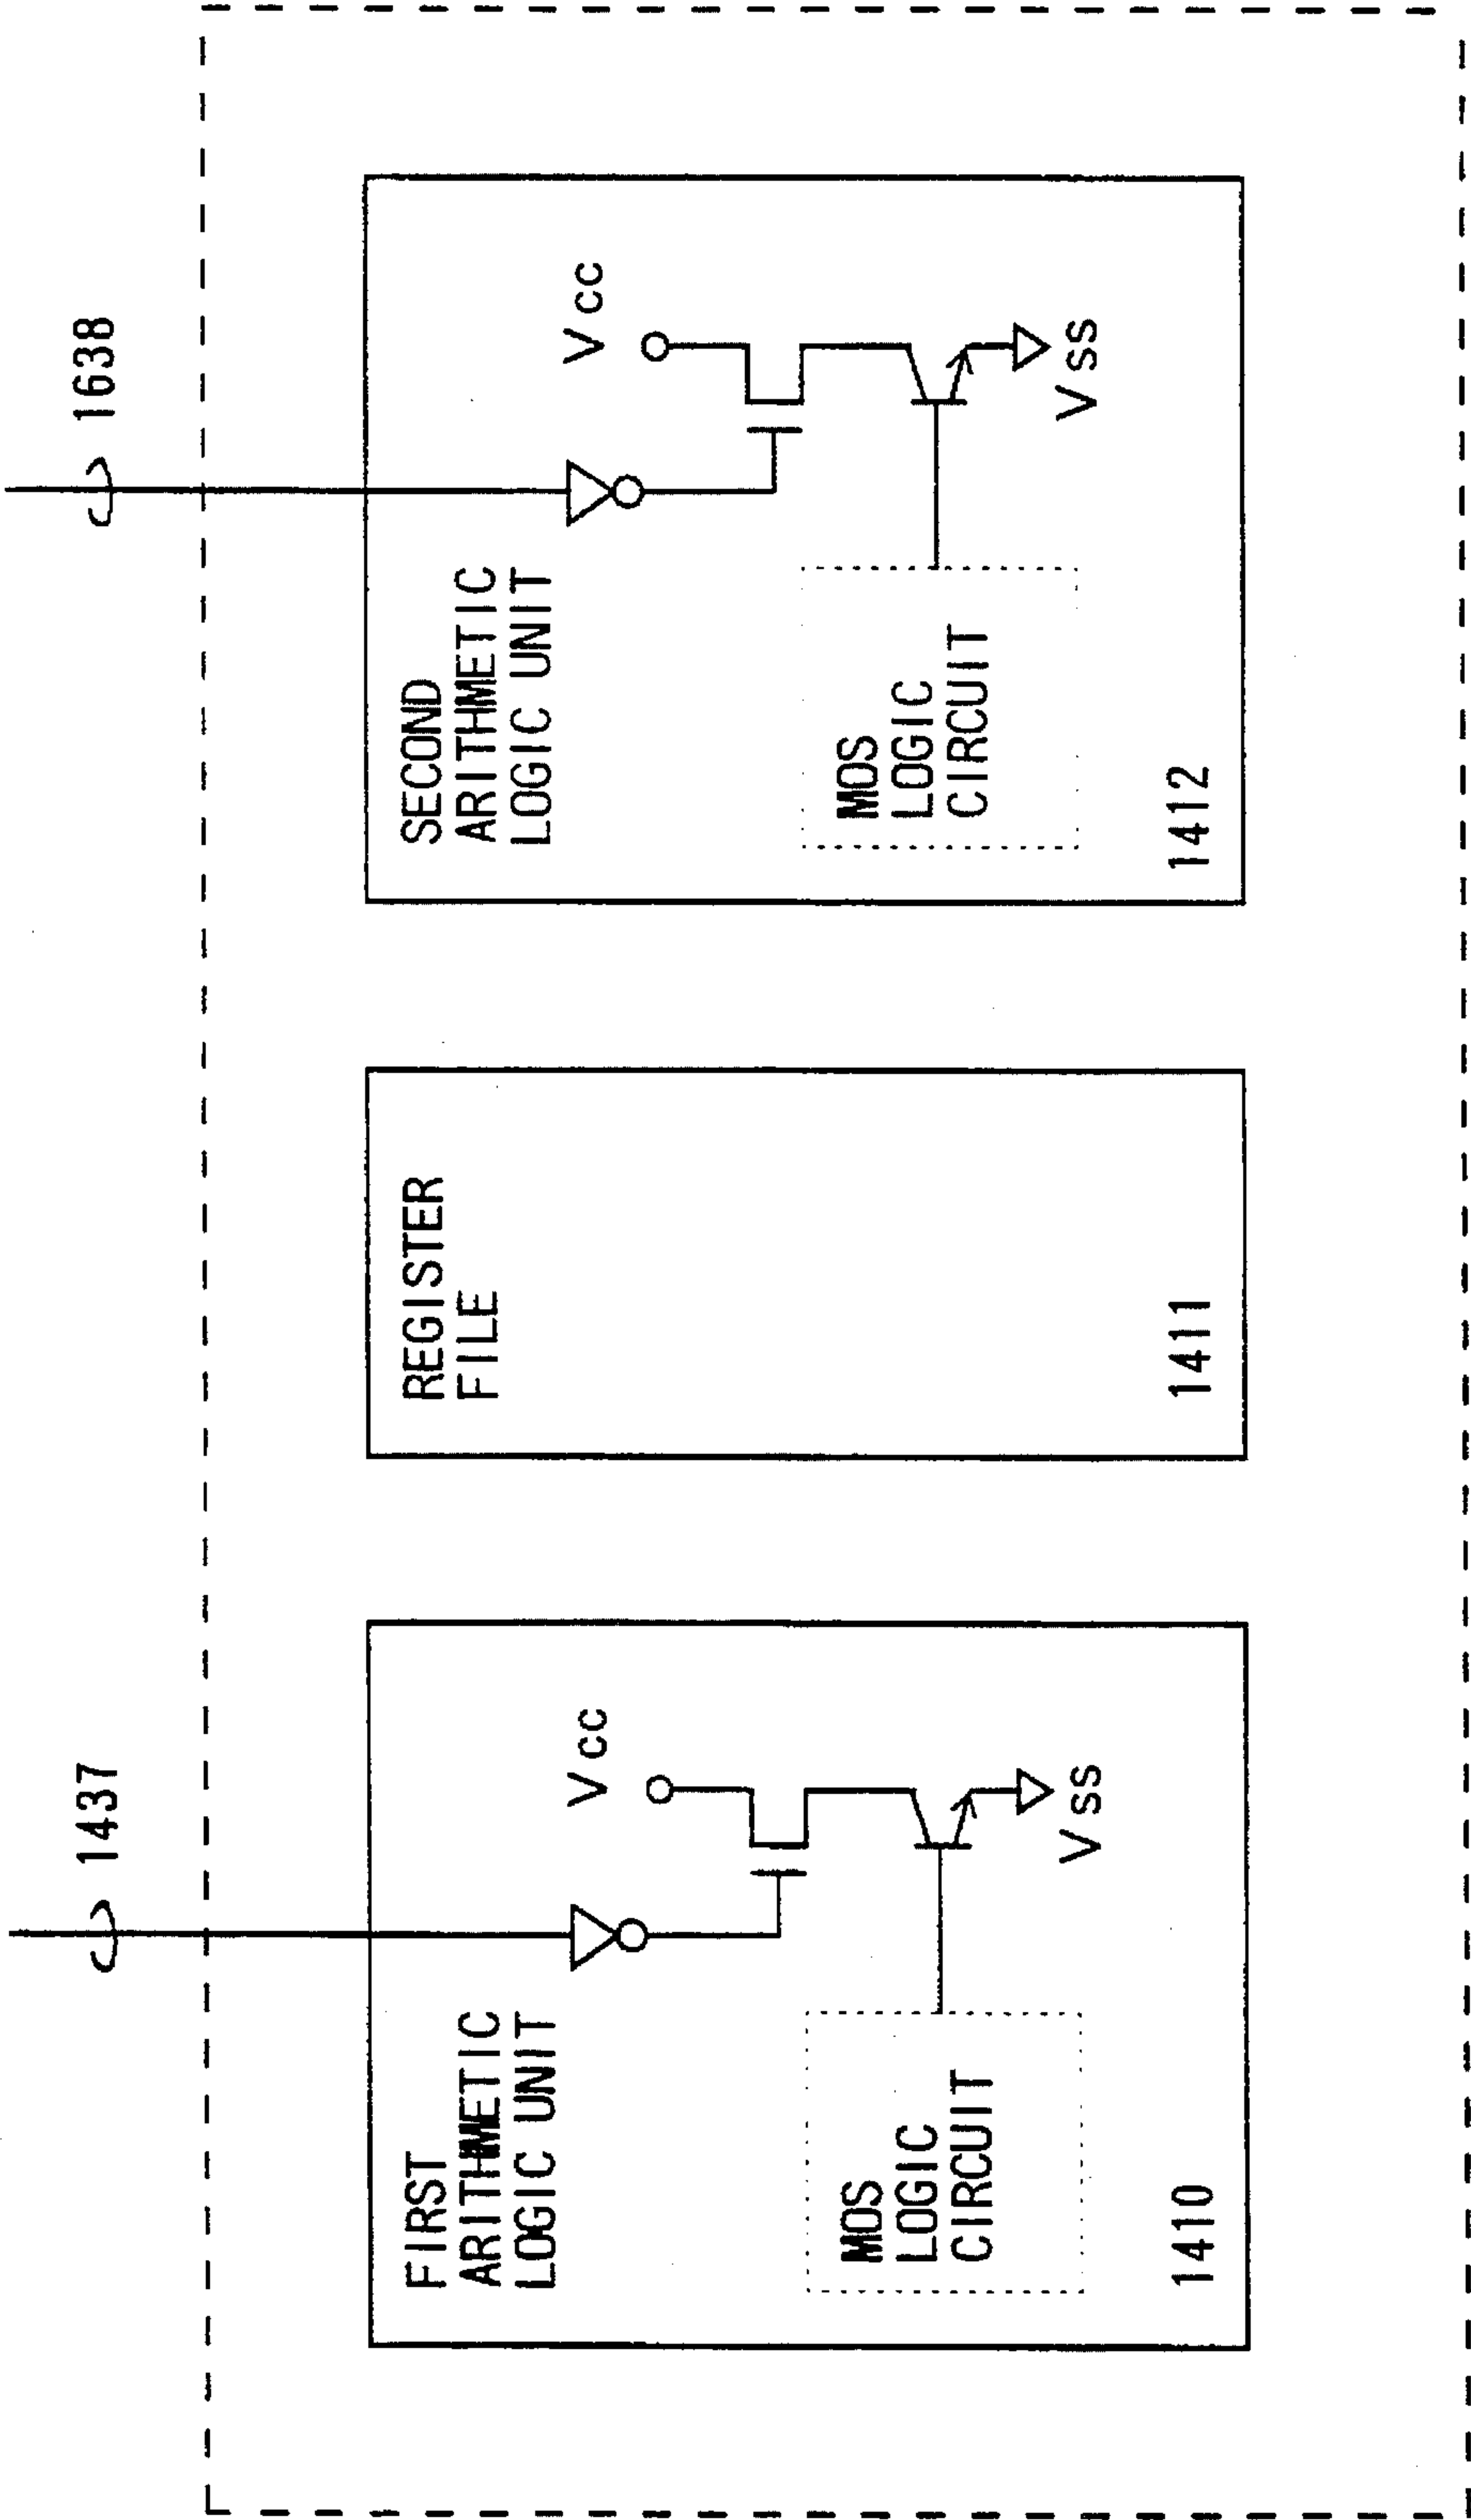 1437
1638
FIRST
ARITHMETIC
LOGIC UNIT
Vcc
MOS
LOGIC
CIRCUIT
Vss
1410
REGISTER
FILE
1411
SECOND
ARITHMETIC
LOGIC UNIT
Vcc
MOS
LOGIC
CIRCUIT
Vss
1412